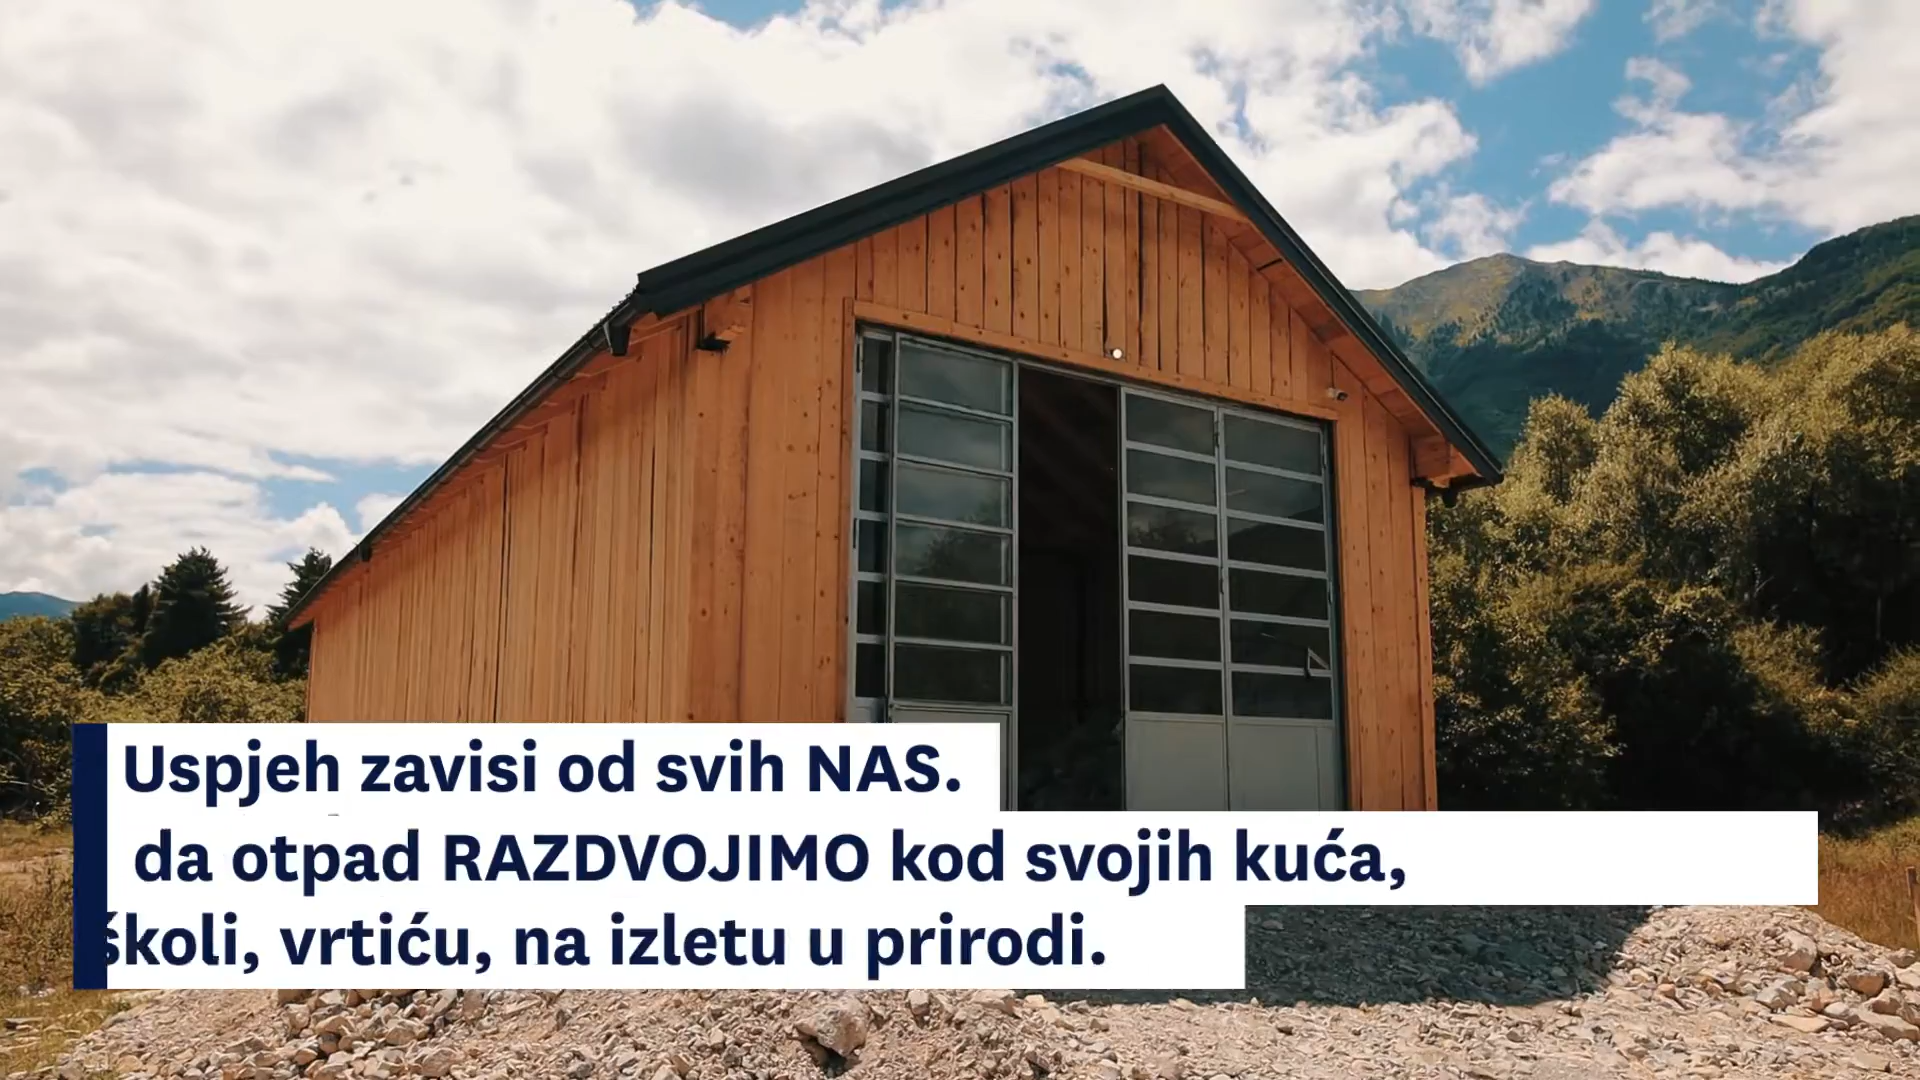 Uspjeh zavisi od svih NAS.
da otpad RAZDVOJIMO kod svojih kuća,
školi, vrtiću, na izletu u prirodi.